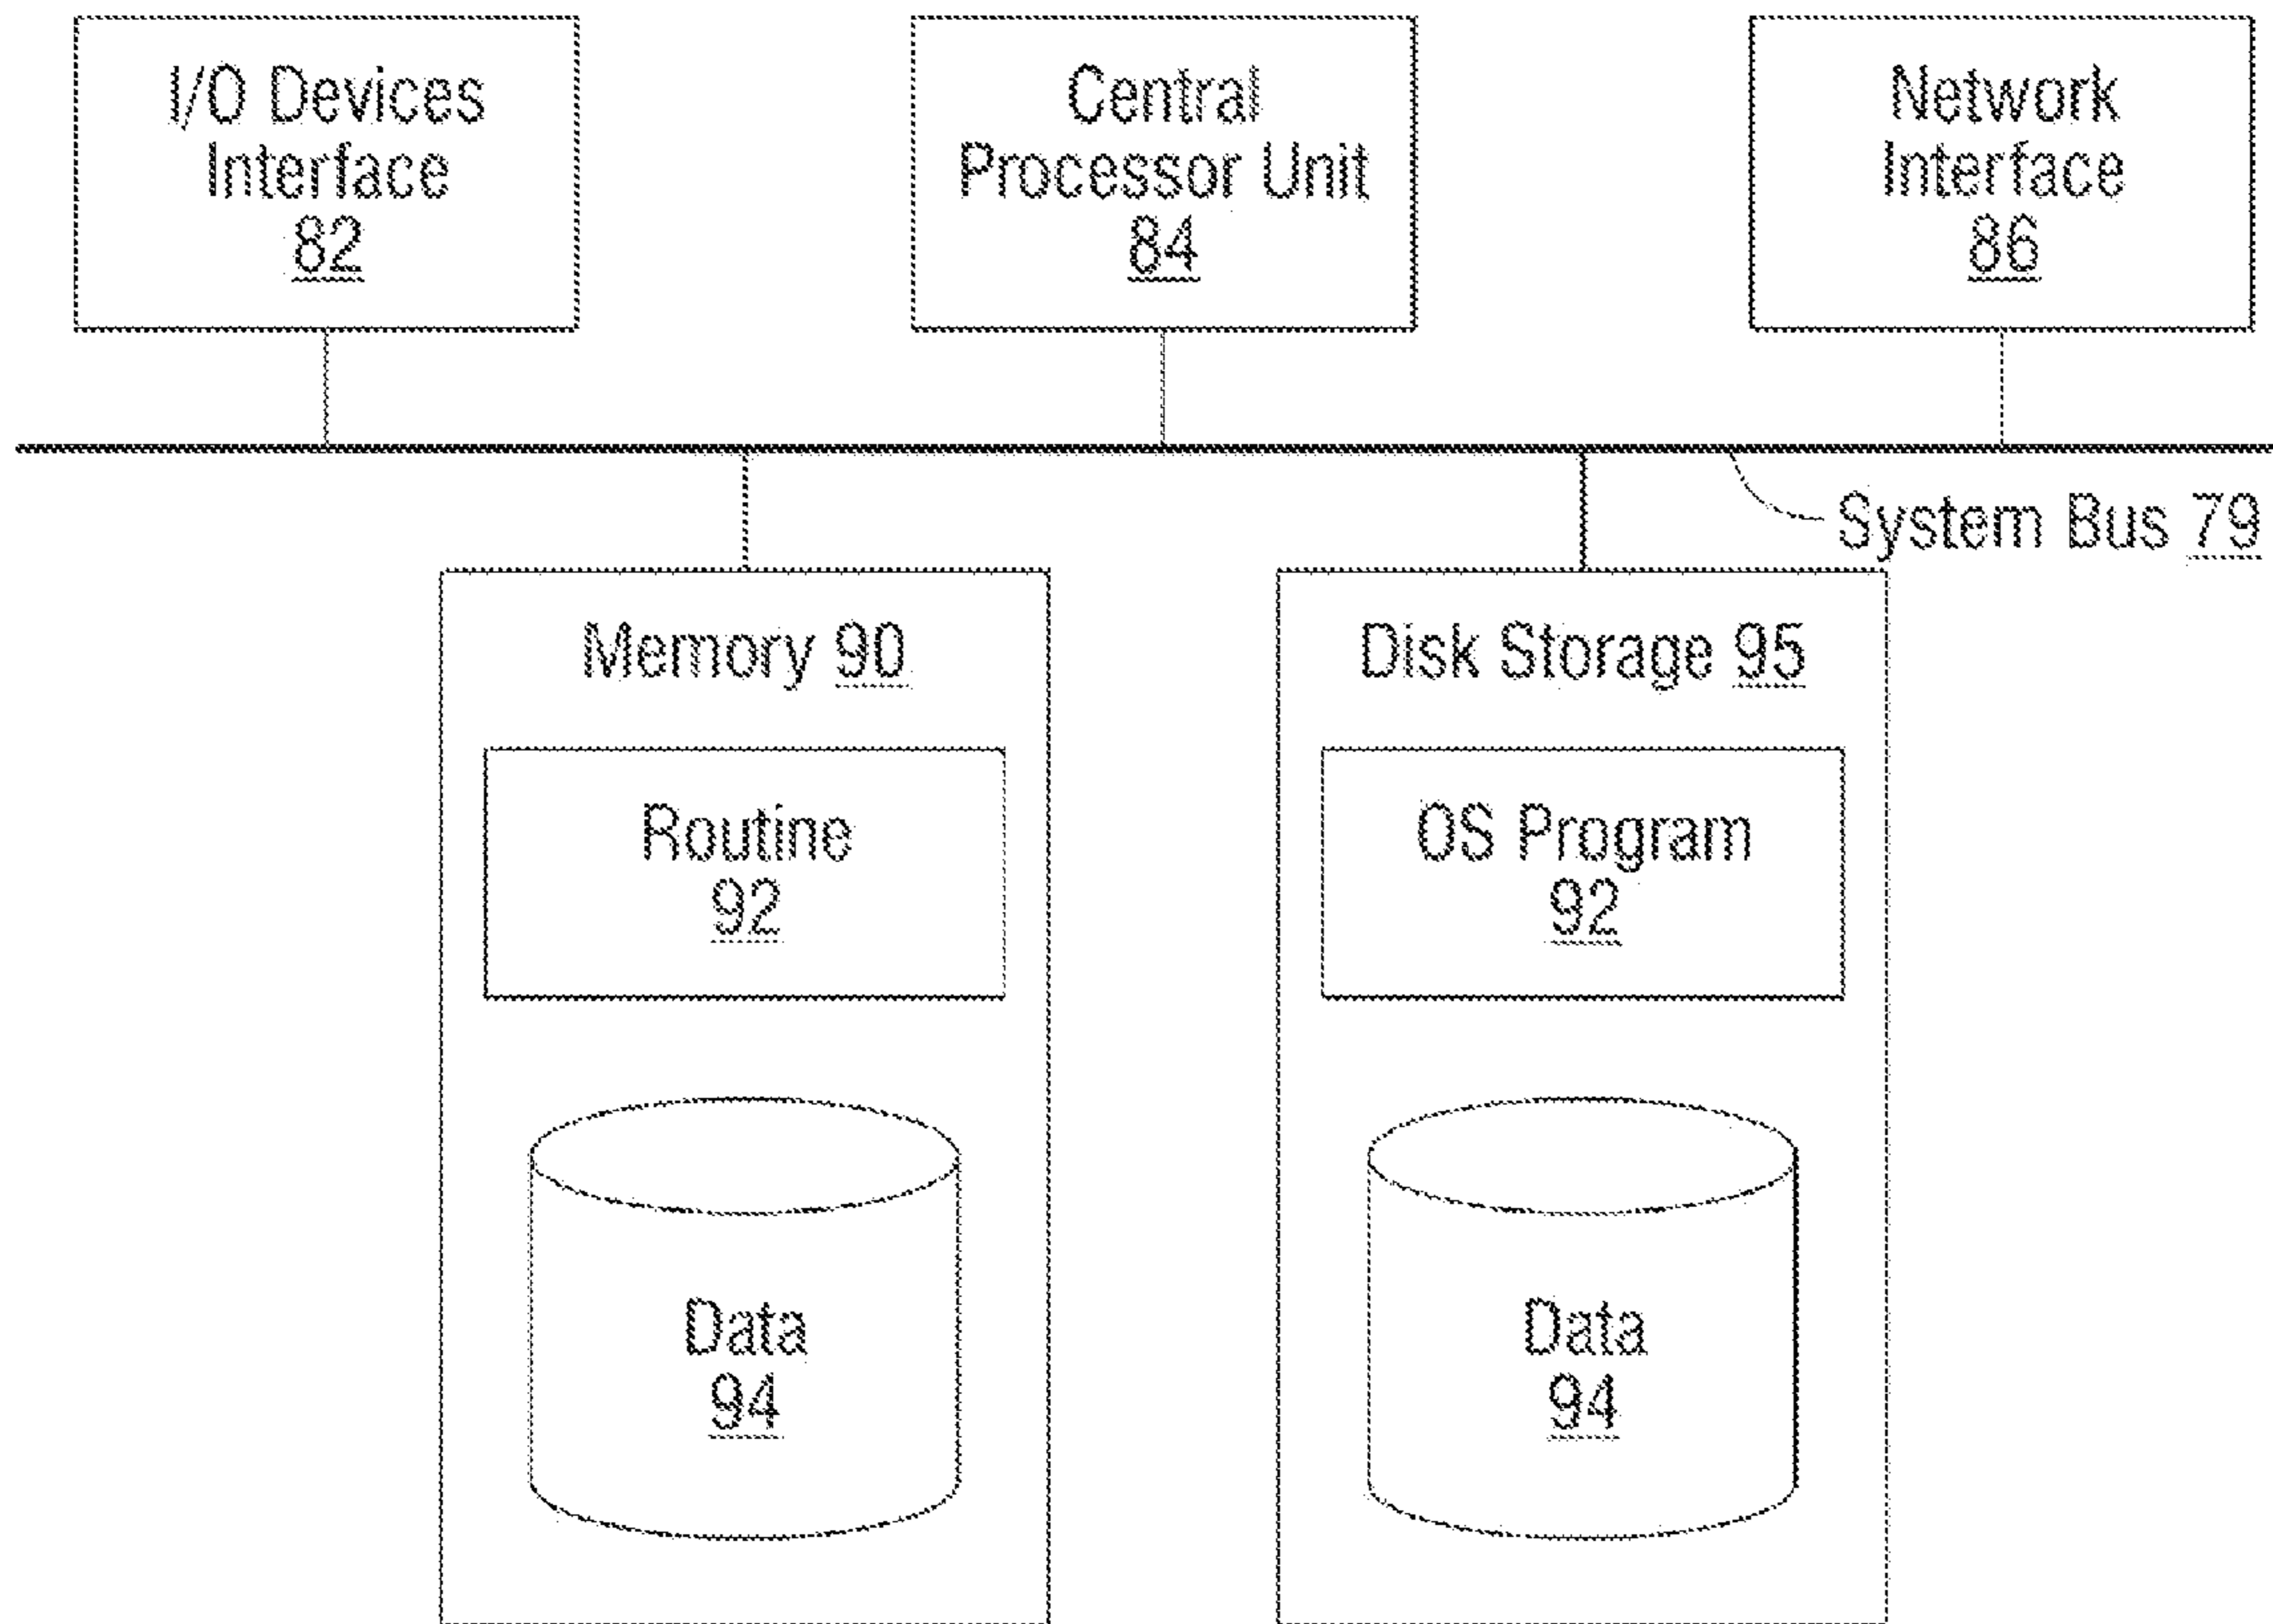 I/O Devices
Interface
82
Central
Processor Unit
84
Network
Interface
86
System Bus 79
Memory 90
Routine
92
Data
94
Disk Storage 95
OS Program
92
Data
94